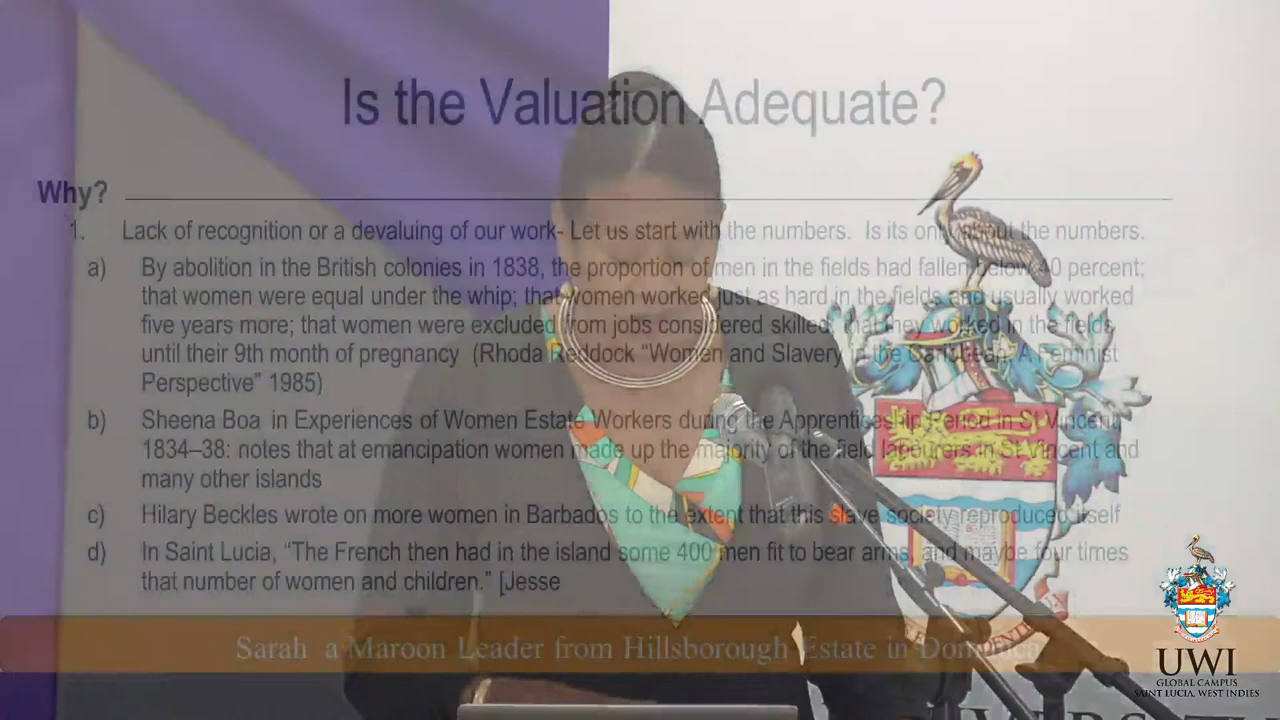 Is the Valuation Adequate?
Why?
1. Lack of recognition or a devaluing of our work- Let us start with the numbers. Is its only about the numbers.
a) By abolition in the British colonies in 1838, the proportion of men in the fields had fallen below 40 percent;
that women were equal under the whip; that women worked just as hard in the fields and usually worked
five years more; that women were excluded from jobs considered skilled, that they worked in the fields
until their 9th month of pregnancy (Rhoda Reddock “Women and Slavery in the Caribbean A Feminist
Perspective” 1985)
b) Sheena Boa in Experiences of Women Estate Workers during the Apprenticeship Period in St Vincent,
1834–38: notes that at emancipation women made up the majority of the field labourers in St Vincent and
many other islands
c) Hilary Beckles wrote on more women in Barbados to the extent that this slave society reproduced itself
d) In Saint Lucia, “The French then had in the island some 400 men fit to bear arms, and maybe four times
that number of women and children.” [Jesse
Sarah a Maroon Leader from Hillsborough Estate in Dominica
UWI
GLOBAL CAMPUS
SAINT LUCIA, WEST INDIES